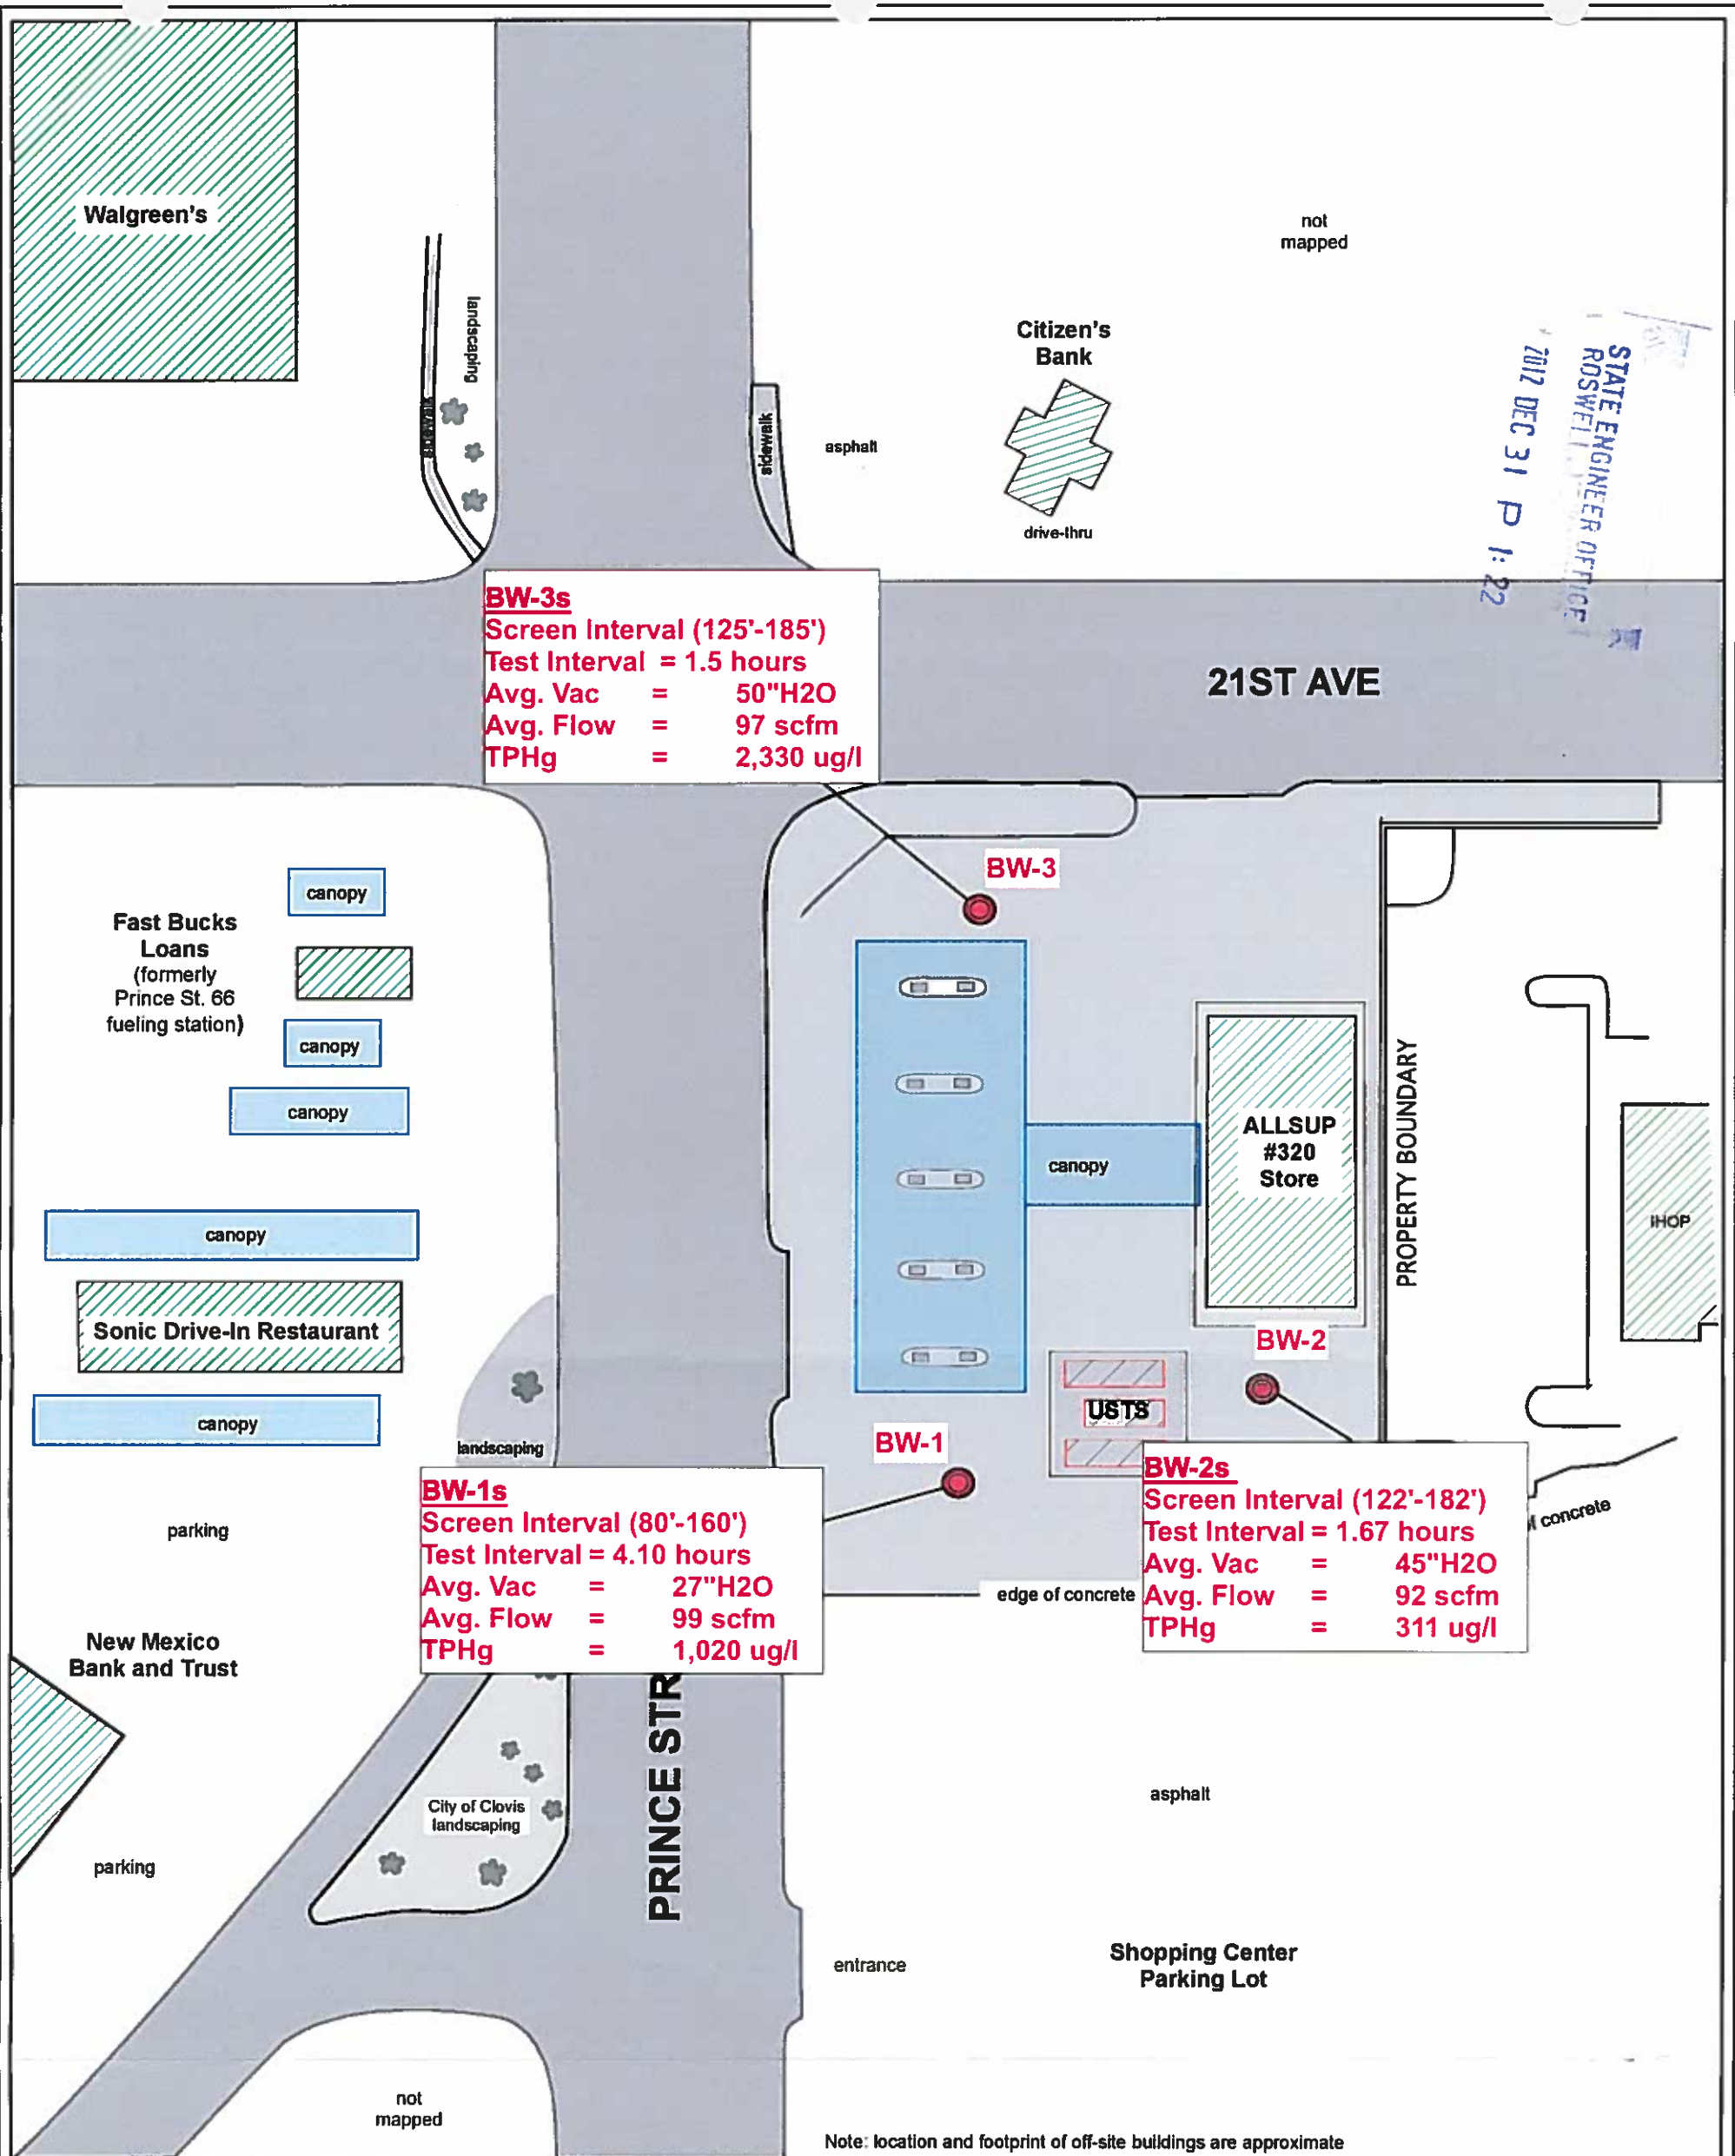 Walgreen's
landscaping
sidewalk
asphalt
Citizen's
Bank
drive-thru
not
mapped
STATE ENGINEER OFFICE
ROSWELL,
2012 DEC 31 P 1:22
BW-3s
Screen Interval (125'-185')
Test Interval = 1.5 hours
Avg. Vac = 50"H2O
Avg. Flow = 97 scfm
TPHg = 2,330 ug/l
21ST AVE
BW-3
canopy
Fast Bucks
Loans
(formerly
Prince St. 66
fueling station)
canopy
canopy
canopy
Sonic Drive-In Restaurant
canopy
landscaping
canopy
ALLSUP
#320
Store
PROPERTY BOUNDARY
IHOP
BW-2
USTS
BW-1
BW-1s
Screen Interval (80'-160')
Test Interval = 4.10 hours
Avg. Vac = 27"H2O
Avg. Flow = 99 scfm
TPHg = 1,020 ug/l
BW-2s
Screen Interval (122'-182')
Test Interval = 1.67 hours
Avg. Vac = 45"H2O
Avg. Flow = 92 scfm
TPHg = 311 ug/l
concrete
edge of concrete
parking
New Mexico
Bank and Trust
parking
City of Clovis
landscaping
PRINCE STR
asphalt
entrance
Shopping Center
Parking Lot
not
mapped
Note: location and footprint of off-site buildings are approximate